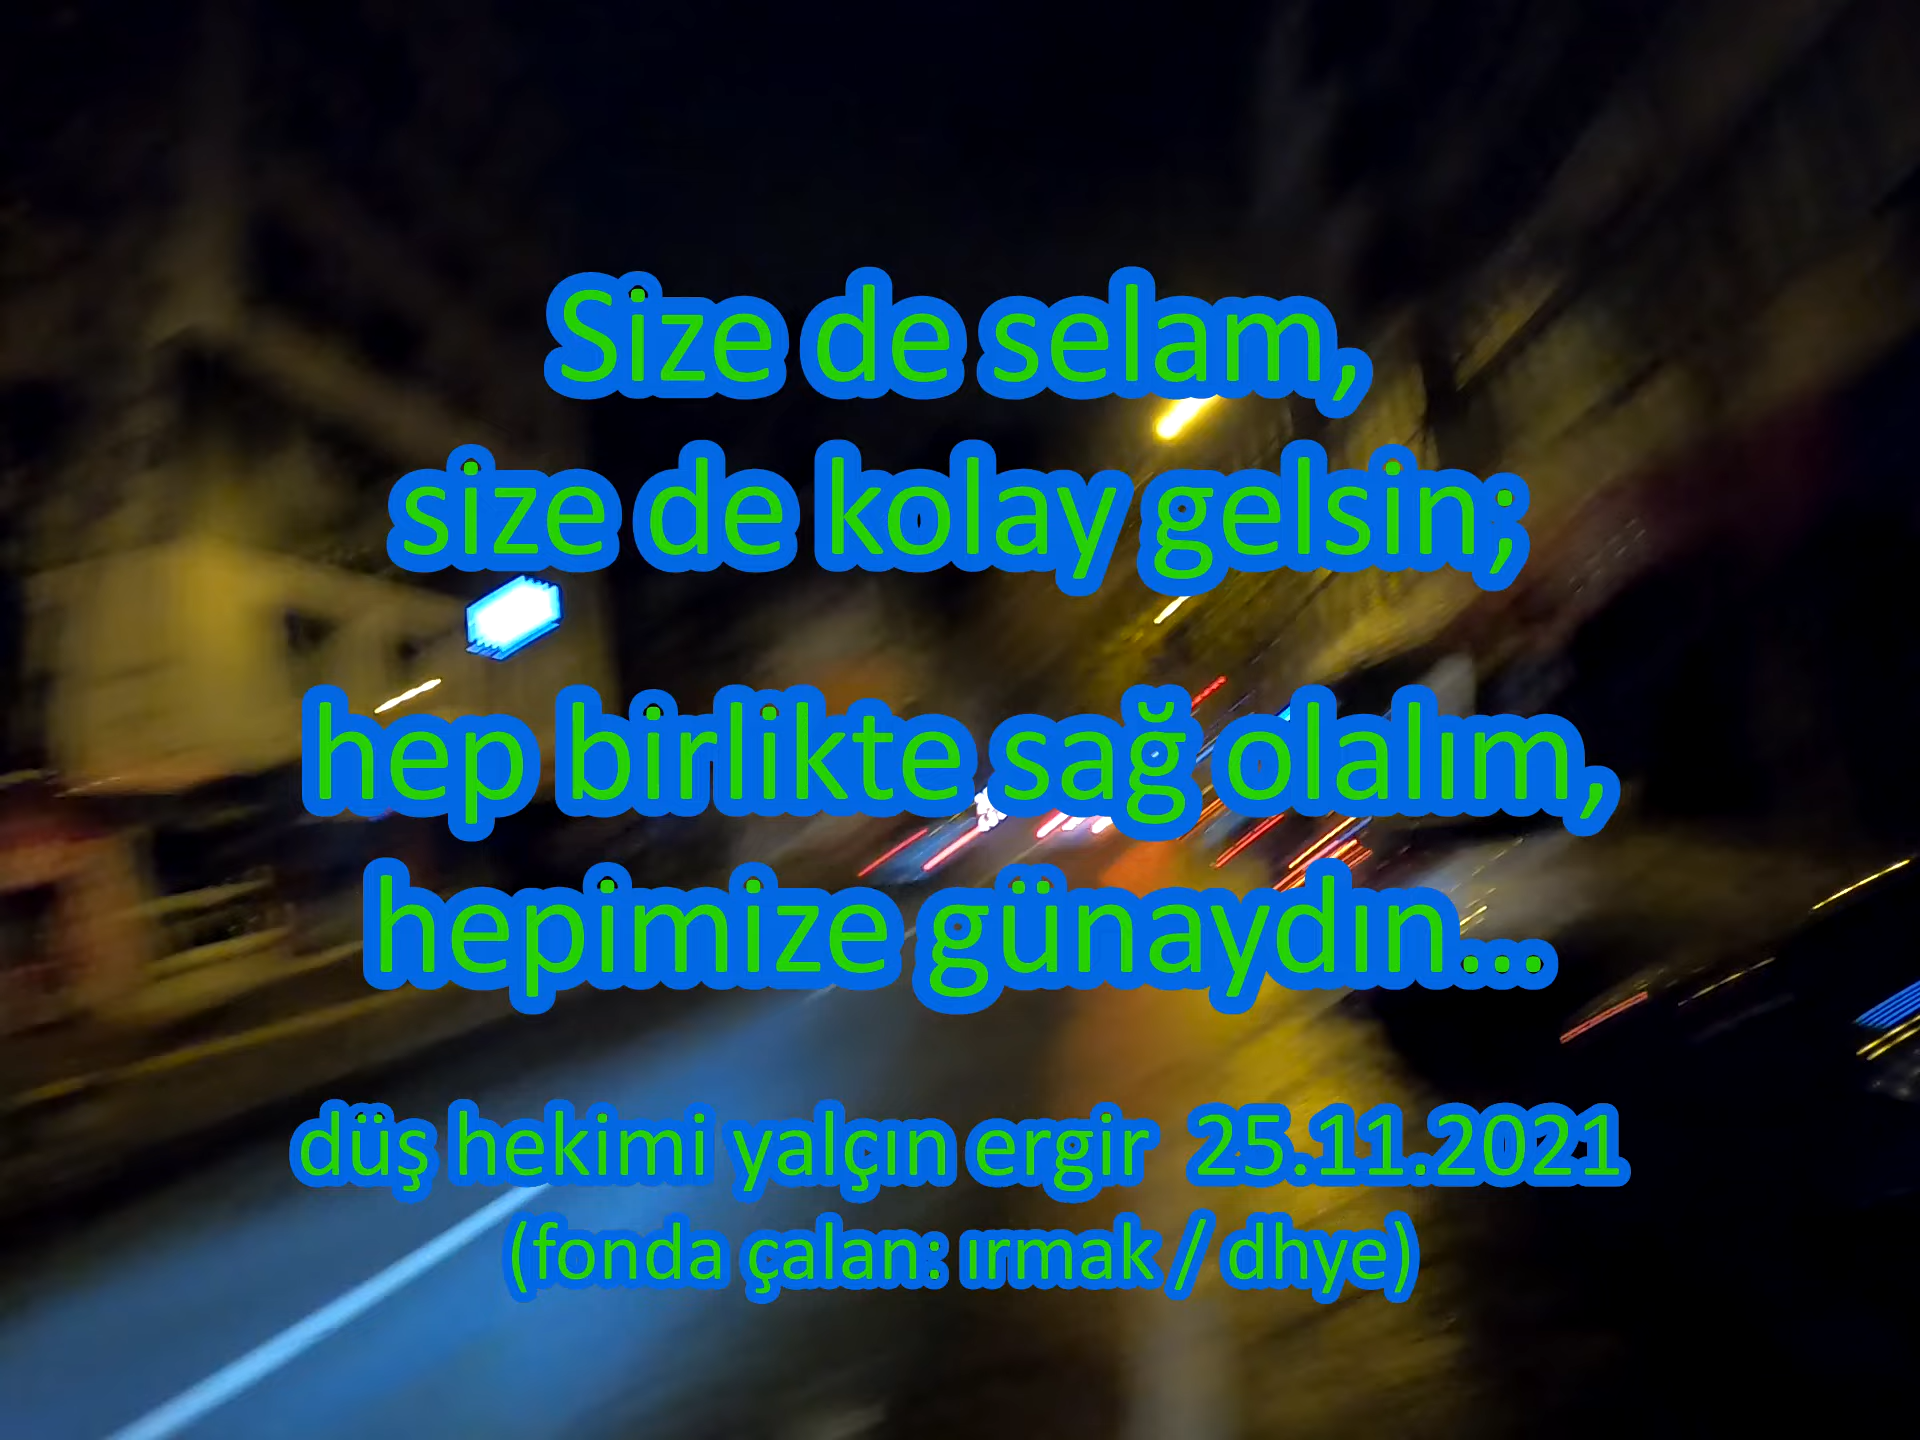 Size de selam,
size de kolay gelsin;
hep birlikte sağ olalım,
hepimize günaydın...
düş hekimi yalçın ergir 25.11.2021
(fonda çalan: ırmak / dhye)